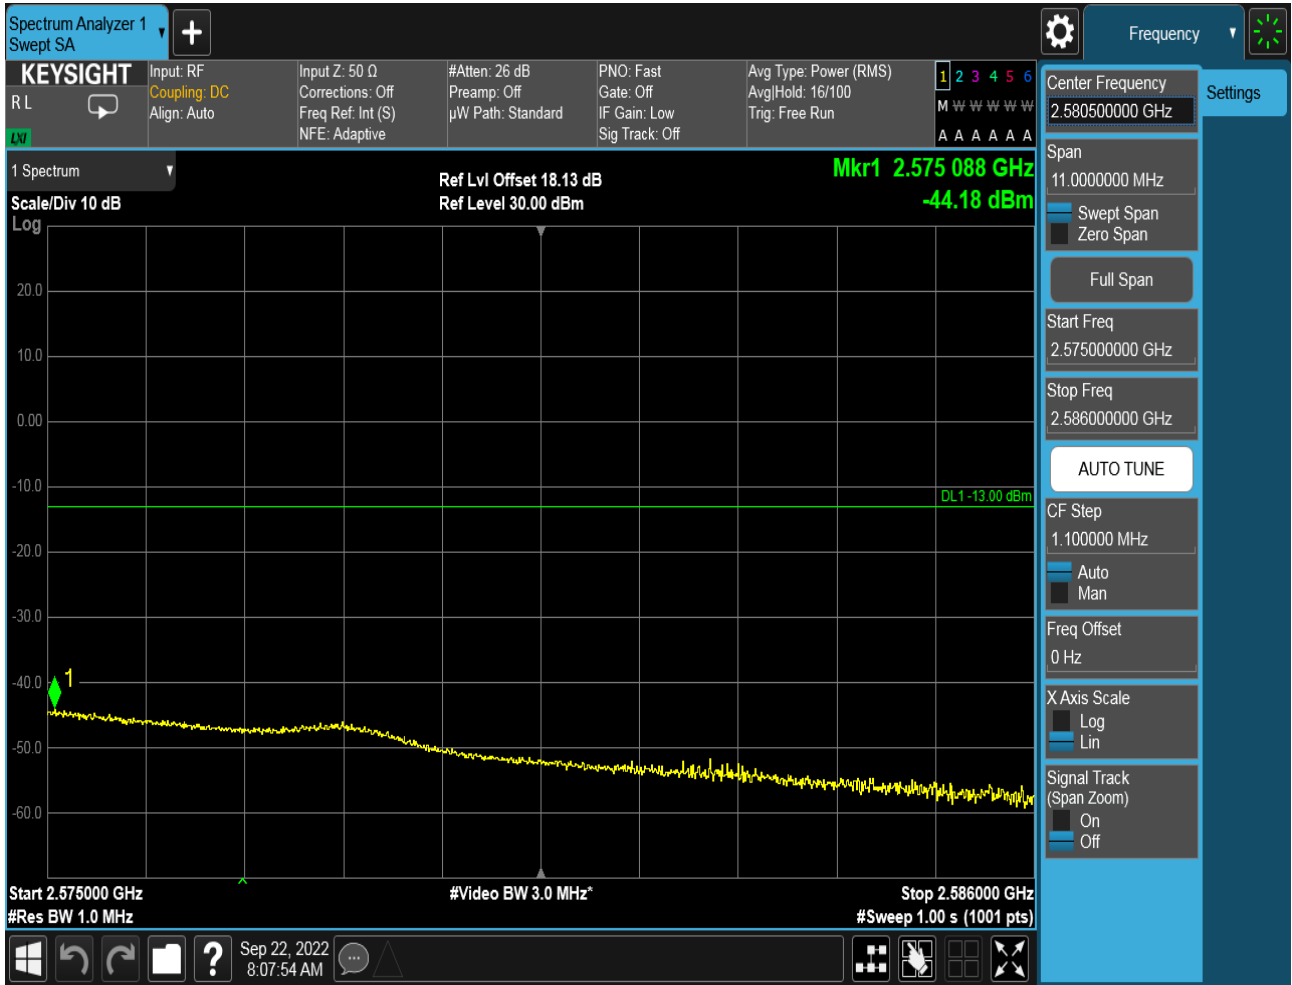 Spectrum Analyzer 1
Swept SA
Frequency
KEYSIGHT
R L
LXI
Input: RF
Coupling: DC
Align: Auto
Input Z: 50 Ω
Corrections: Off
Freq Ref: Int (S)
NFE: Adaptive
#Atten: 26 dB
Preamp: Off
µW Path: Standard
PNO: Fast
Gate: Off
IF Gain: Low
Sig Track: Off
Avg Type: Power (RMS)
Avg|Hold: 16/100
Trig: Free Run
1 2 3 4 5 6
M W W W W W
A A A A A A
1 Spectrum
Scale/Div 10 dB
Log
Ref Lvl Offset 18.13 dB
Ref Level 30.00 dBm
Mkr1 2.575 088 GHz
-44.18 dBm
20.0
10.0
0.00
-10.0
-20.0
-30.0
-40.0
-50.0
-60.0
DL1 -13.00 dBm
1
Start 2.575000 GHz
#Res BW 1.0 MHz
#Video BW 3.0 MHz*
Stop 2.586000 GHz
#Sweep 1.00 s (1001 pts)
Sep 22, 2022
8:07:54 AM
?
Center Frequency
2.580500000 GHz
Settings
Span
11.0000000 MHz
Swept Span
Zero Span
Full Span
Start Freq
2.575000000 GHz
Stop Freq
2.586000000 GHz
AUTO TUNE
CF Step
1.100000 MHz
Auto
Man
Freq Offset
0 Hz
X Axis Scale
Log
Lin
Signal Track
(Span Zoom)
On
Off